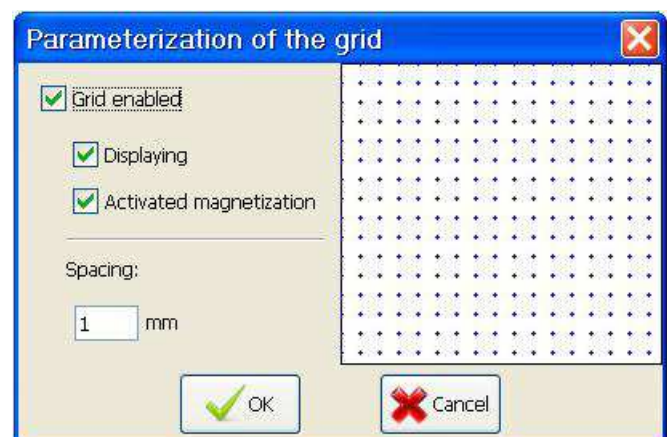 Parameterization of the grid
Grid enabled
Displaying
Activated magnetization
Spacing:
1 mm
OK Cancel